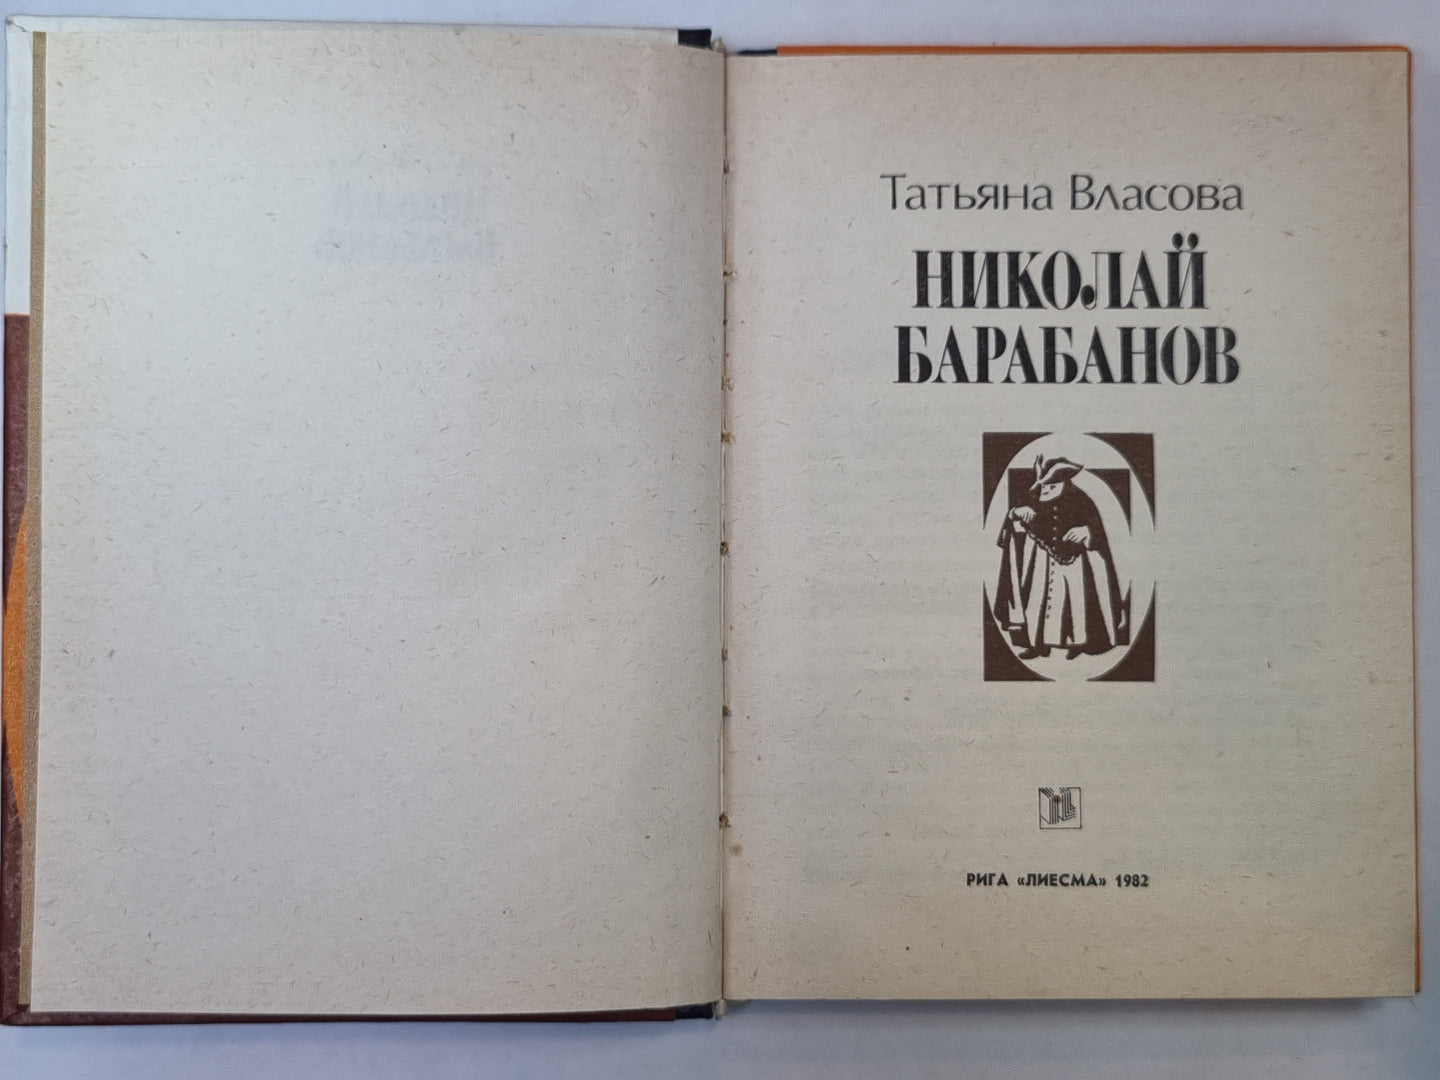 Татьяна Власова
НИКОЛАЙ
БАРАБАНОВ
РИГА «ЛИЕСМА» 1982